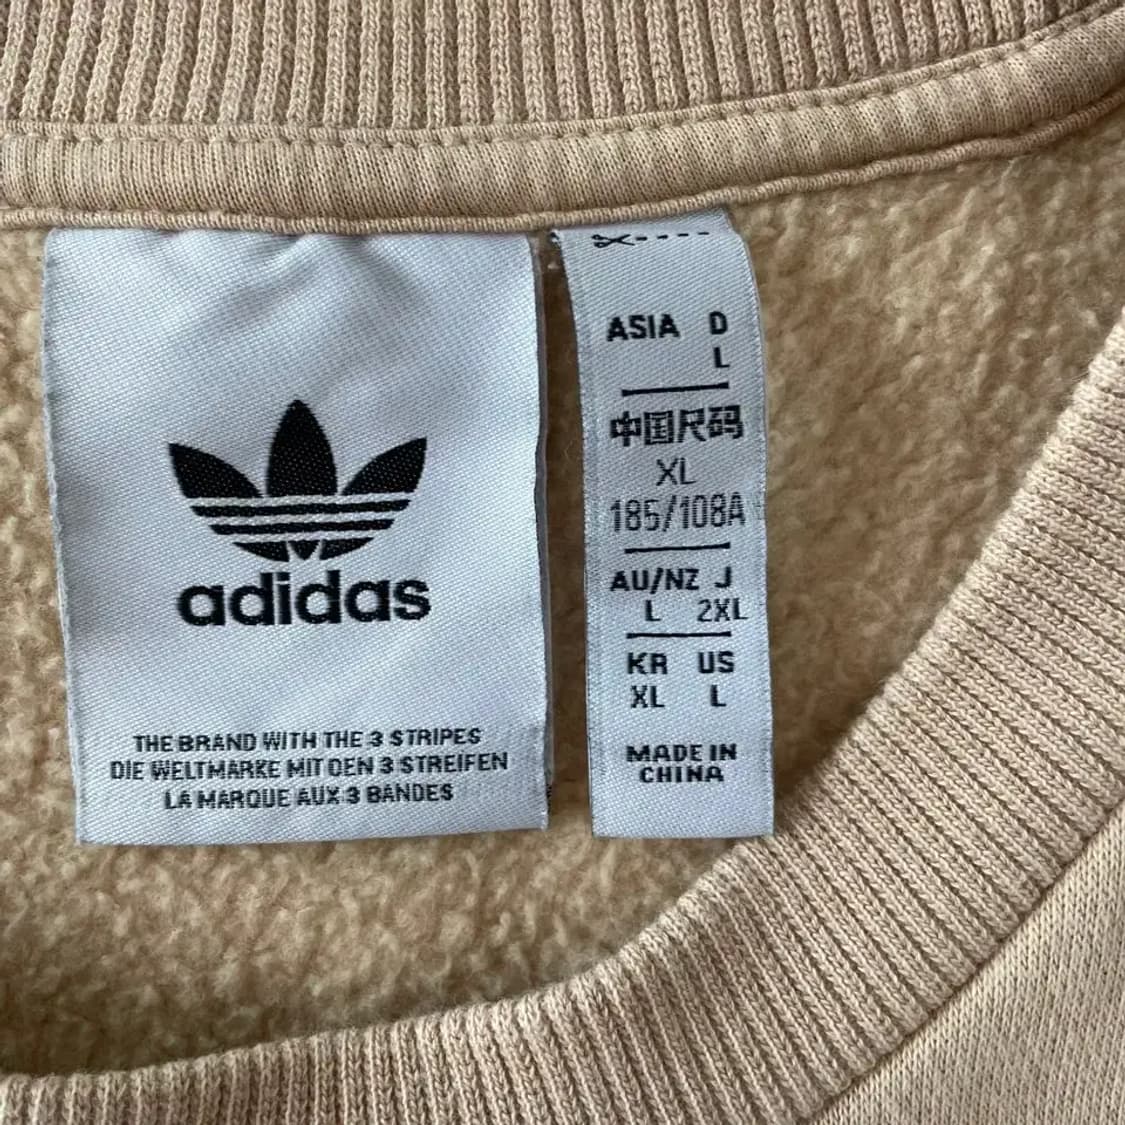 adidas
THE BRAND WITH THE 3 STRIPES
DIE WELTMARKE MIT DEN 3 STREIFEN
LA MARQUE AUX 3 BANDES
ASIA D
L
中国尺码
XL
185/108A
AU/NZ J
L 2XL
KR US
XL L
MADE IN
CHINA